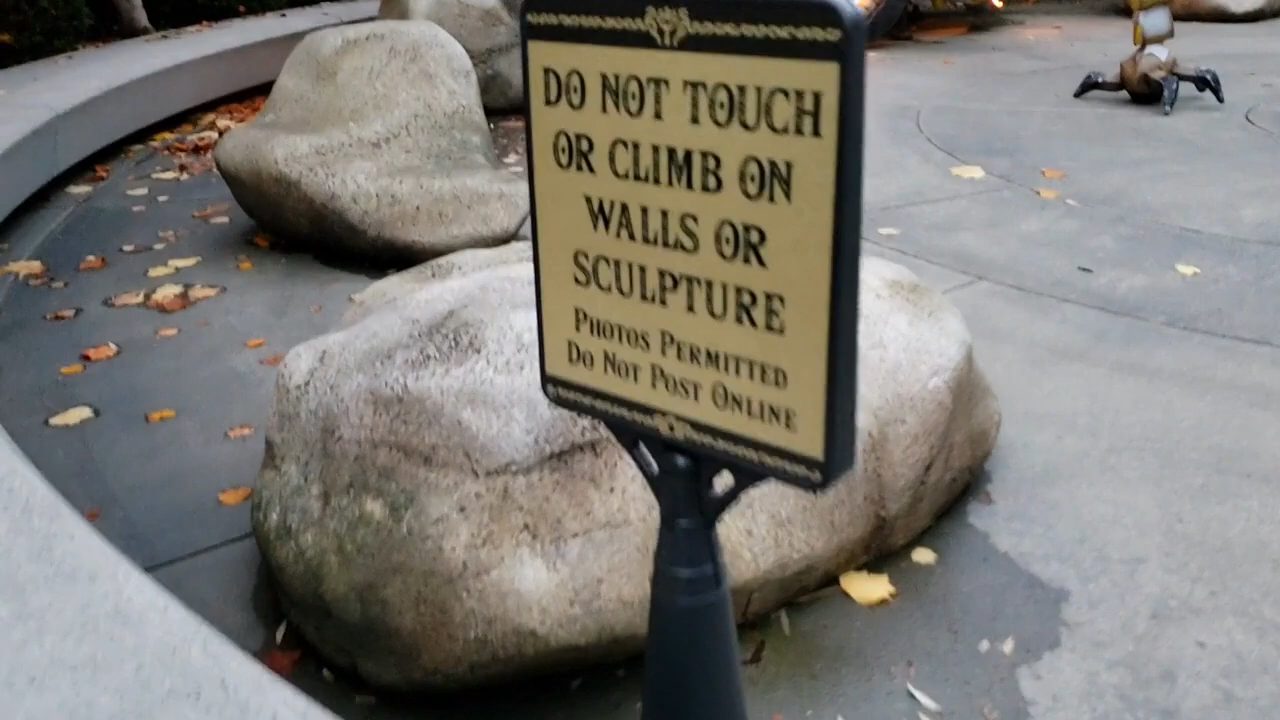 DO NOT TOUCH
OR CLIMB ON
WALLS OR
SCULPTURE
PHOTOS PERMITTED
DO NOT POST ONLINE